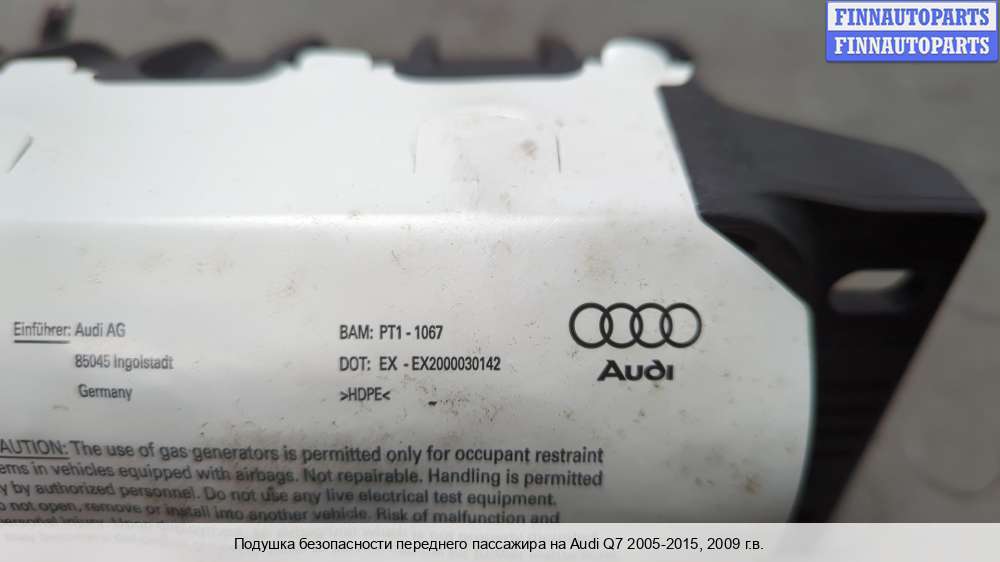 FINNAUTOPARTS
FINNAUTOPARTS
Einführer: Audi AG
85045 Ingolstadt
Germany
BAM: PT1 - 1067
DOT: EX - EX2000030142
>HDPE<
Audi
AUTION: The use of gas generators is permitted only for occupant restraint
ems in vehicles equipped with airbags. Not repairable. Handling is permitted
y by authorized personnel. Do not use any live electrical test equipment.
o not open, remove or install into another vehicle. Risk of malfunction and
Подушка безопасности переднего пассажира на Audi Q7 2005-2015, 2009 г.в.